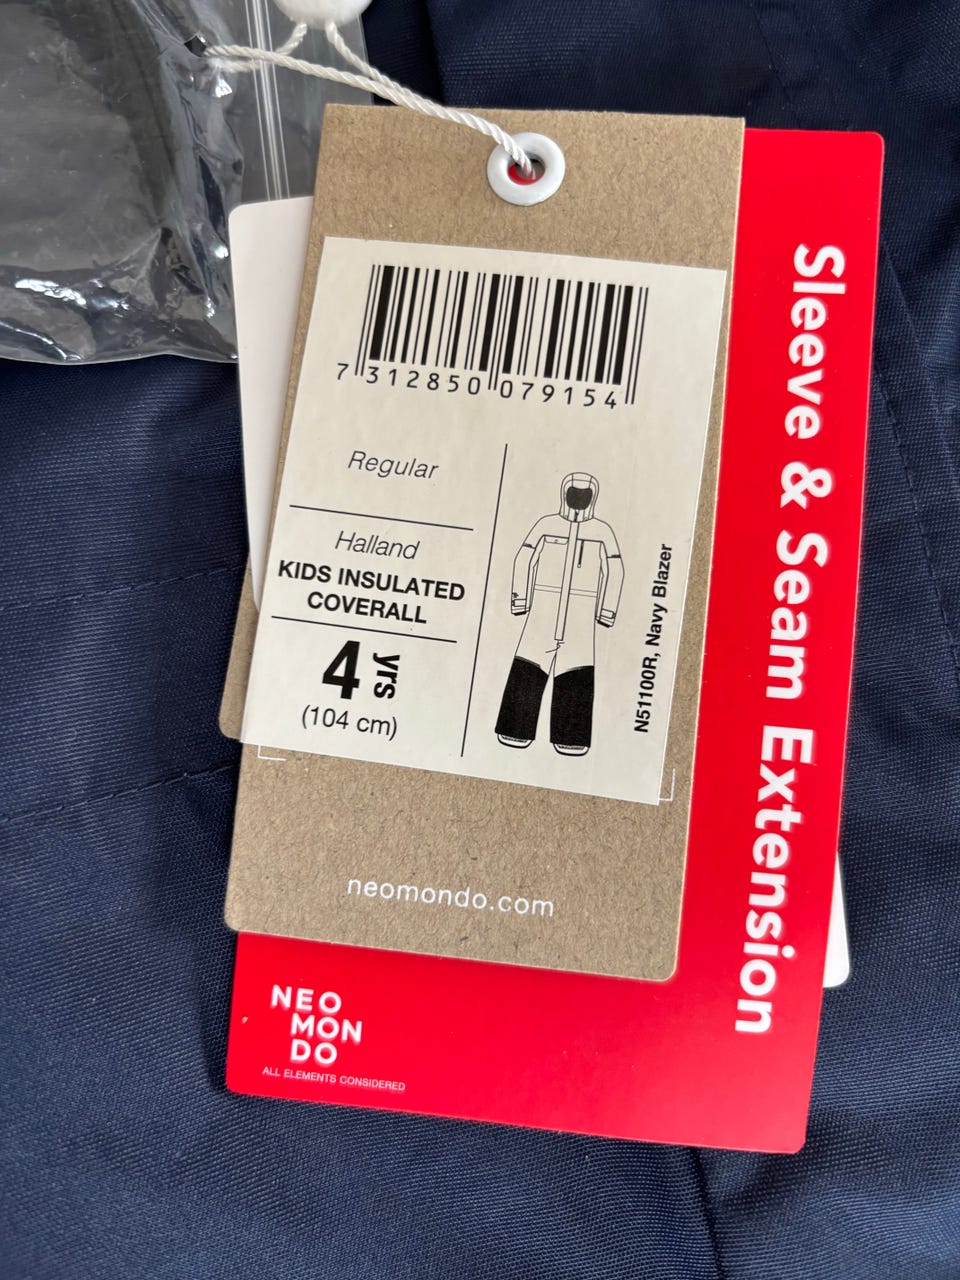 7 312850 079154
Regular
Halland
KIDS INSULATED
COVERALL
4 yrs
(104 cm)
N51100R, Navy Blazer
neomondo.com
Sleeve & Seam Extension
NEO
MON
DO
ALL ELEMENTS CONSIDERED